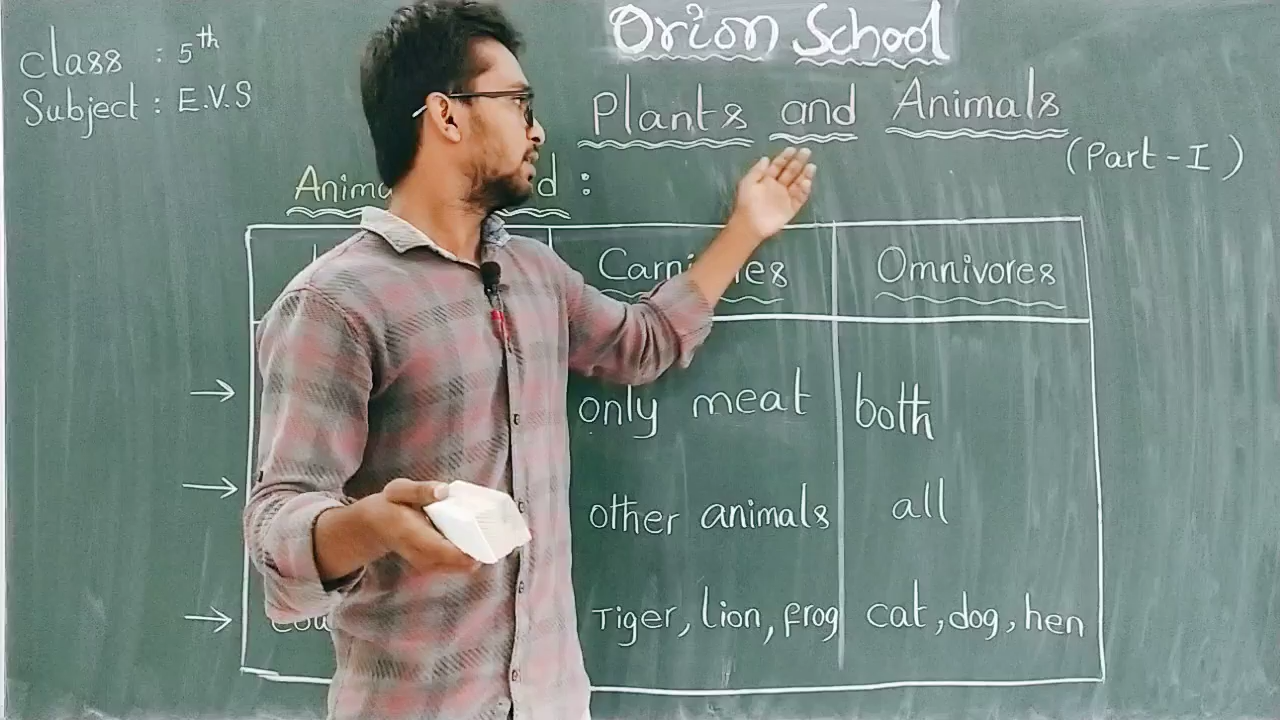 class : 5th
Subject : E.V.S
Orion School
Plants and Animals
(Part-I)
:
Omnivores
only meat both
other animals all
Tiger, lion, frog cat, dog, hen